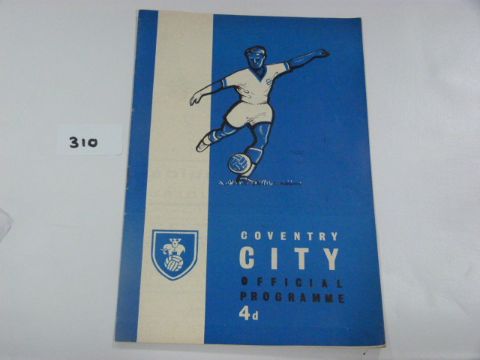 310
COVENTRY
CITY
OFFICIAL
PROGRAMME
4d